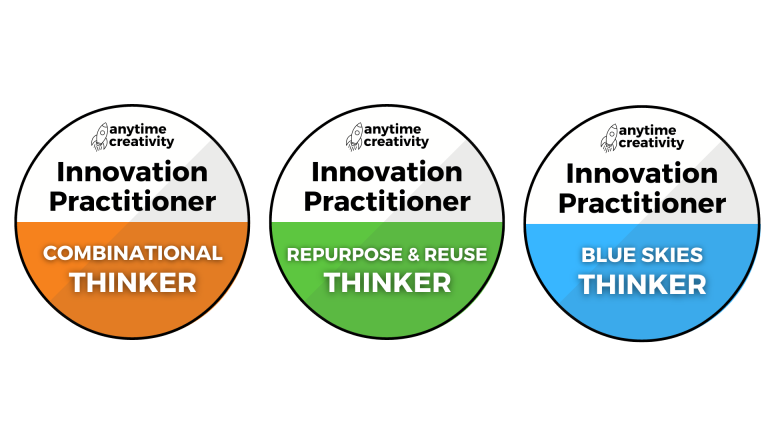 anytime
creativity
Innovation
Practitioner
COMBINATIONAL
THINKER
anytime
creativity
Innovation
Practitioner
REPURPOSE & REUSE
THINKER
anytime
creativity
Innovation
Practitioner
BLUE SKIES
THINKER